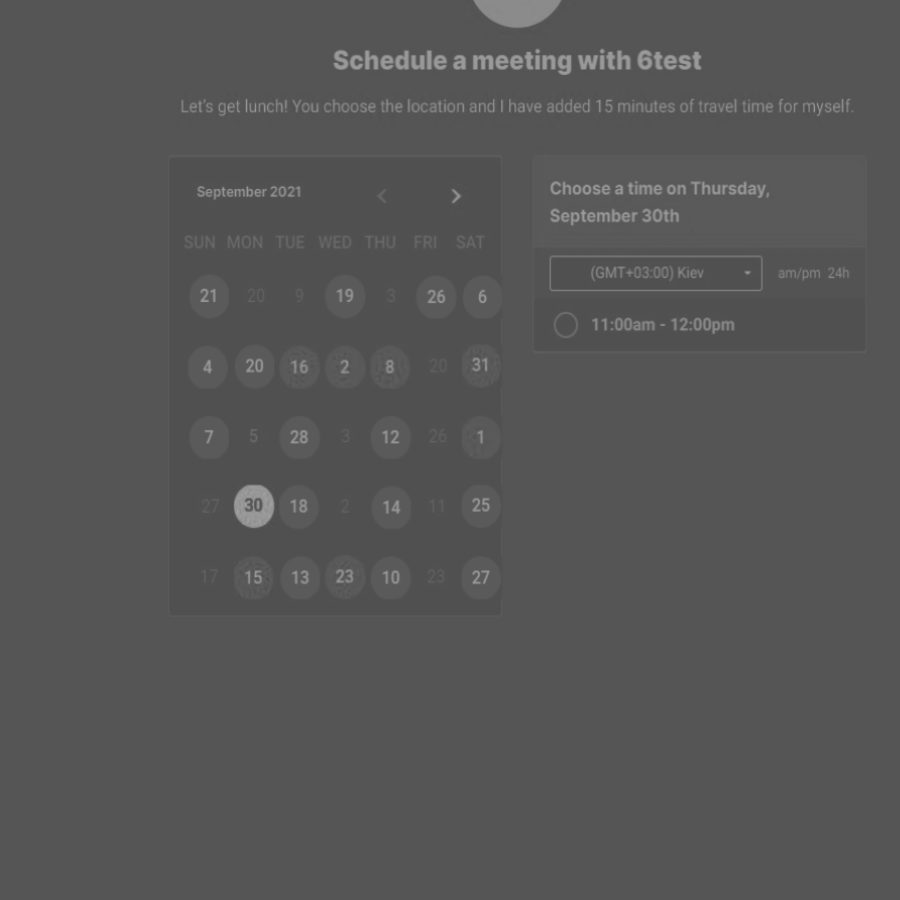 Schedule a meeting with 6test
Let's get lunch! You choose the location and I have added 15 minutes of travel time for myself.
September 2021
SUN MON TUE WED THU FRI SAT
21 20 9 19 3 26 6
4 20 16 2 8 20 31
7 5 28 3 12 26 1
27 30 18 2 14 11 25
17 15 13 23 10 23 27
Choose a time on Thursday,
September 30th
(GMT+03:00) Kiev am/pm 24h
11:00am - 12:00pm